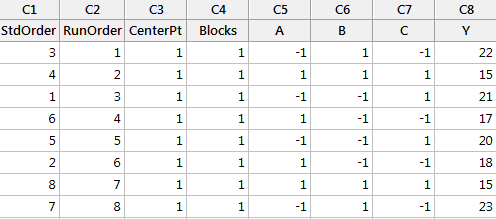 C1 C2 C3 C4 C5 C6 C7 C8
StdOrder RunOrder CenterPt Blocks A B C Y
3 1 1 1 -1 1 -1 22
4 2 1 1 1 1 1 15
1 3 1 1 -1 -1 1 21
6 4 1 1 1 -1 -1 17
5 5 1 1 -1 -1 1 20
2 6 1 1 1 -1 -1 18
8 7 1 1 1 1 1 15
7 8 1 1 -1 1 -1 23